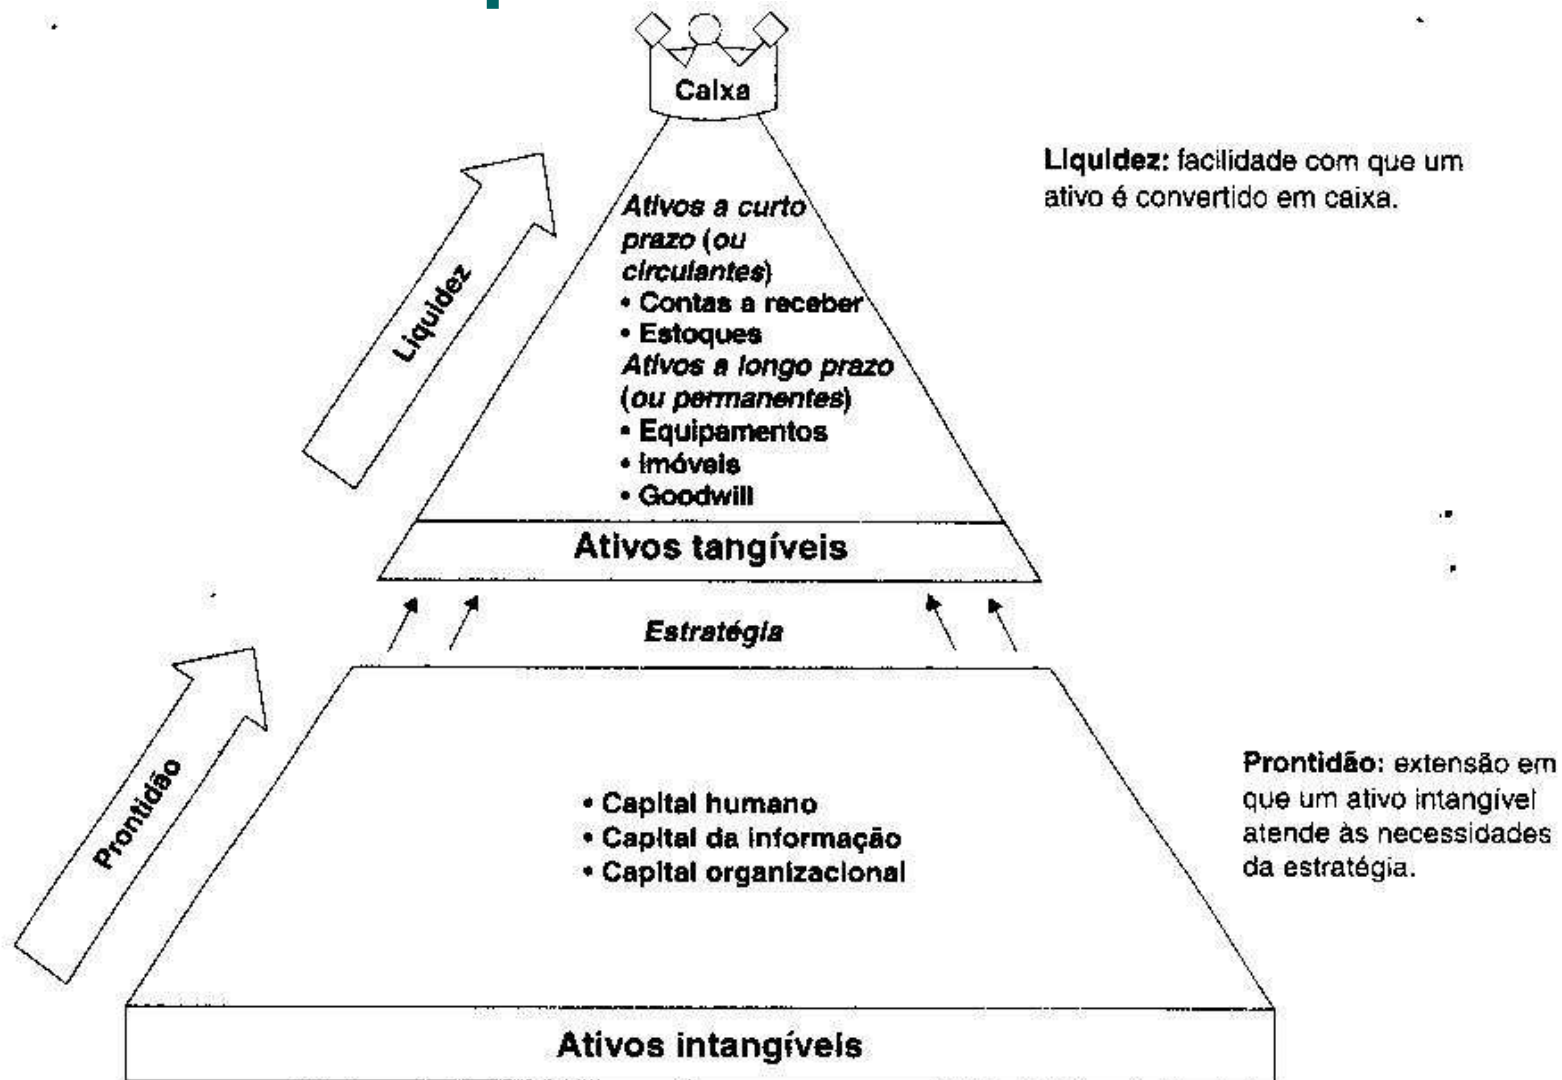 Caixa
Liquidez: facilidade com que um
ativo é convertido em caixa.
Liquidez
Ativos a curto
prazo (ou
circulantes)
• Contas a receber
• Estoques
Ativos a longo prazo
(ou permanentes)
• Equipamentos
• Imóveis
• Goodwill
Ativos tangíveis
Estratégia
Prontidão
Prontidão: extensão em
que um ativo intangível
atende às necessidades
da estratégia.
• Capital humano
• Capital da informação
• Capital organizacional
Ativos intangíveis